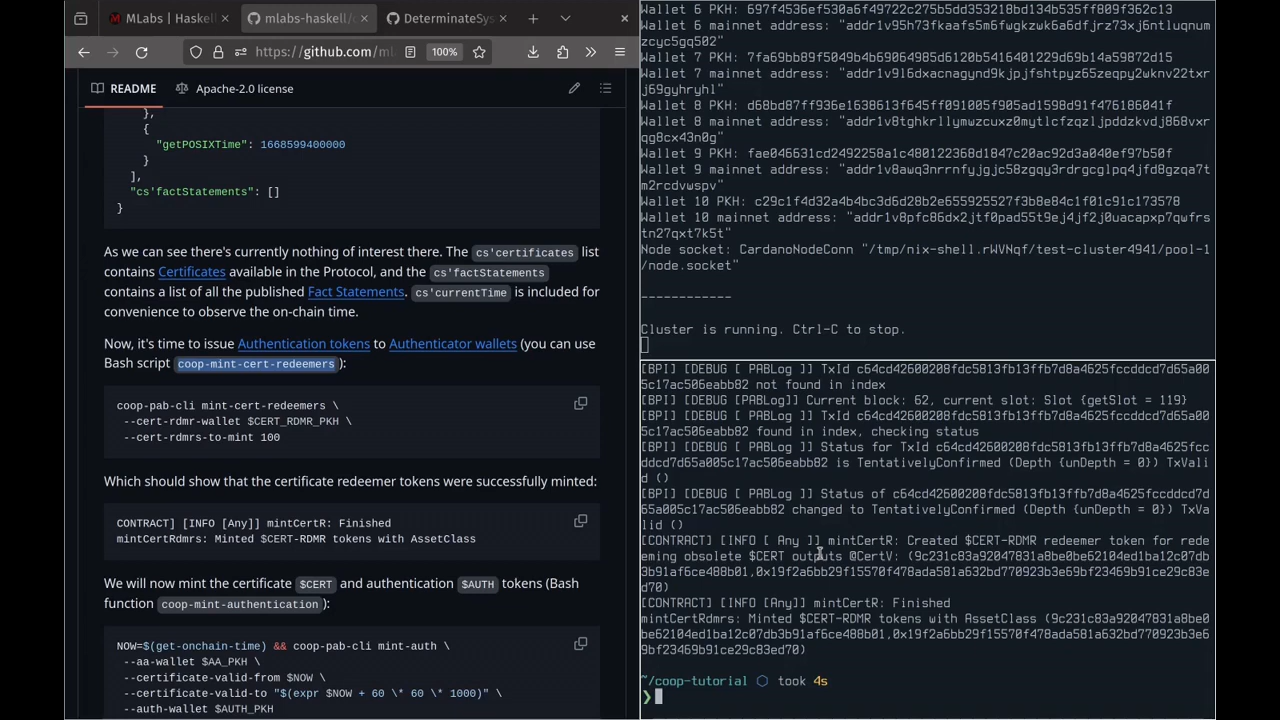 MLabs | Haskell
mlabs-haskell/c
DeterminateSys
https://github.com/ml
100%
README
Apache-2.0 license
},
{
"getPOSIXTime": 1668599400000
}
],
"cs'factStatements": []
}
As we can see there's currently nothing of interest there. The cs'certificates list
contains Certificates available in the Protocol, and the cs'factStatements
contains a list of all the published Fact Statements. cs'currentTime is included for
convenience to observe the on-chain time.
Now, it's time to issue Authentication tokens to Authenticator wallets (you can use
Bash script coop-mint-cert-redeemers ):
coop-pab-cli mint-cert-redeemers \
--cert-rdmr-wallet $CERT_RDMR_PKH \
--cert-rdmrs-to-mint 100
Which should show that the certificate redeemer tokens were successfully minted:
CONTRACT] [INFO [Any]] mintCertR: Finished
mintCertRdmrs: Minted $CERT-RDMR tokens with AssetClass
We will now mint the certificate $CERT and authentication $AUTH tokens (Bash
function coop-mint-authentication ):
NOW=$(get-onchain-time) && coop-pab-cli mint-auth \
--aa-wallet $AA_PKH \
--certificate-valid-from $NOW \
--certificate-valid-to "$(expr $NOW + 60 \* 60 \* 1000)" \
--auth-wallet $AUTH_PKH
Wallet 6 PKH: 697f4536ef530a6f49722c275b5dd353218bd134b535ff809f362c13
Wallet 6 mainnet address: "addr1v95h73fkaafs5m6fwgkzwk6a6dfjrz73xj6ntluqnum
zcyc5gq502"
Wallet 7 PKH: 7fa69bb89f5049b4b69064985d6120b5416401229d69b14a59872d15
Wallet 7 mainnet address: "addr1v9l6dxacnagynd9kjpjfshtpyz65zeqpy2wknv22txr
j69gyhryhl"
Wallet 8 PKH: d68bd87ff936e1638613f645ff091005f905ad1598d91f476186041f
Wallet 8 mainnet address: "addr1v8tghkrllymwzcuxz0mytlcfzqzljpddzkvdj868vxr
qg8cx43n0g"
Wallet 9 PKH: fae046631cd2492258a1c480122368d1847c20ac92d3a040ef97b50f
Wallet 9 mainnet address: "addr1v8awq3nrrnfyjgjc58zgqy3rdrgcglpq4jfd8gzqa7t
m2rcdvwspv"
Wallet 10 PKH: c29c1f4d32a4b4bc3d6d28b2e655925527f3b8e84c1f01c91c173578
Wallet 10 mainnet address: "addr1v8pfc86dx2jtf0pad55t9ej4jf2j0uacapxp7qwfrs
tn27qxt7k5t"
Node socket: CardanoNodeConn "/tmp/nix-shell.rWVNqf/test-cluster4941/pool-1
/node.socket"
------------
Cluster is running. Ctrl-C to stop.
[BPI] [DEBUG [ PABLog ]] TxId c64cd42600208fdc5813fb13ffb7d8a4625fccddcd7d65a00
5c17ac506eabb82 not found in index
[BPI] [DEBUG [PABLog]] Current block: 62, current slot: Slot {getSlot = 119}
[BPI] [DEBUG [ PABLog ]] TxId c64cd42600208fdc5813fb13ffb7d8a4625fccddcd7d65a00
5c17ac506eabb82 found in index, checking status
[BPI] [DEBUG [ PABLog ]] Status for TxId c64cd42600208fdc5813fb13ffb7d8a4625fcc
ddcd7d65a005c17ac506eabb82 is TentativelyConfirmed (Depth {unDepth = 0}) TxVali
d ()
[BPI] [DEBUG [ PABLog ]] Status of c64cd42600208fdc5813fb13ffb7d8a4625fccddcd7d
65a005c17ac506eabb82 changed to TentativelyConfirmed (Depth {unDepth = 0}) TxVa
lid ()
[CONTRACT] [INFO [ Any ]] mintCertR: Created $CERT-RDMR redeemer token for rede
eming obsolete $CERT outputs @CertV: (9c231c83a92047831a8be0be62104ed1ba12c07db
3b91af6ce488b01,0x19f2a6bb29f15570f478ada581a632bd770923b3e69bf23469b91ce29c83e
d70)
[CONTRACT] [INFO [Any]] mintCertR: Finished
mintCertRdmrs: Minted $CERT-RDMR tokens with AssetClass (9c231c83a92047831a8be0
be62104ed1ba12c07db3b91af6ce488b01,0x19f2a6bb29f15570f478ada581a632bd770923b3e6
9bf23469b91ce29c83ed70)
~/coop-tutorial took 4s
❯